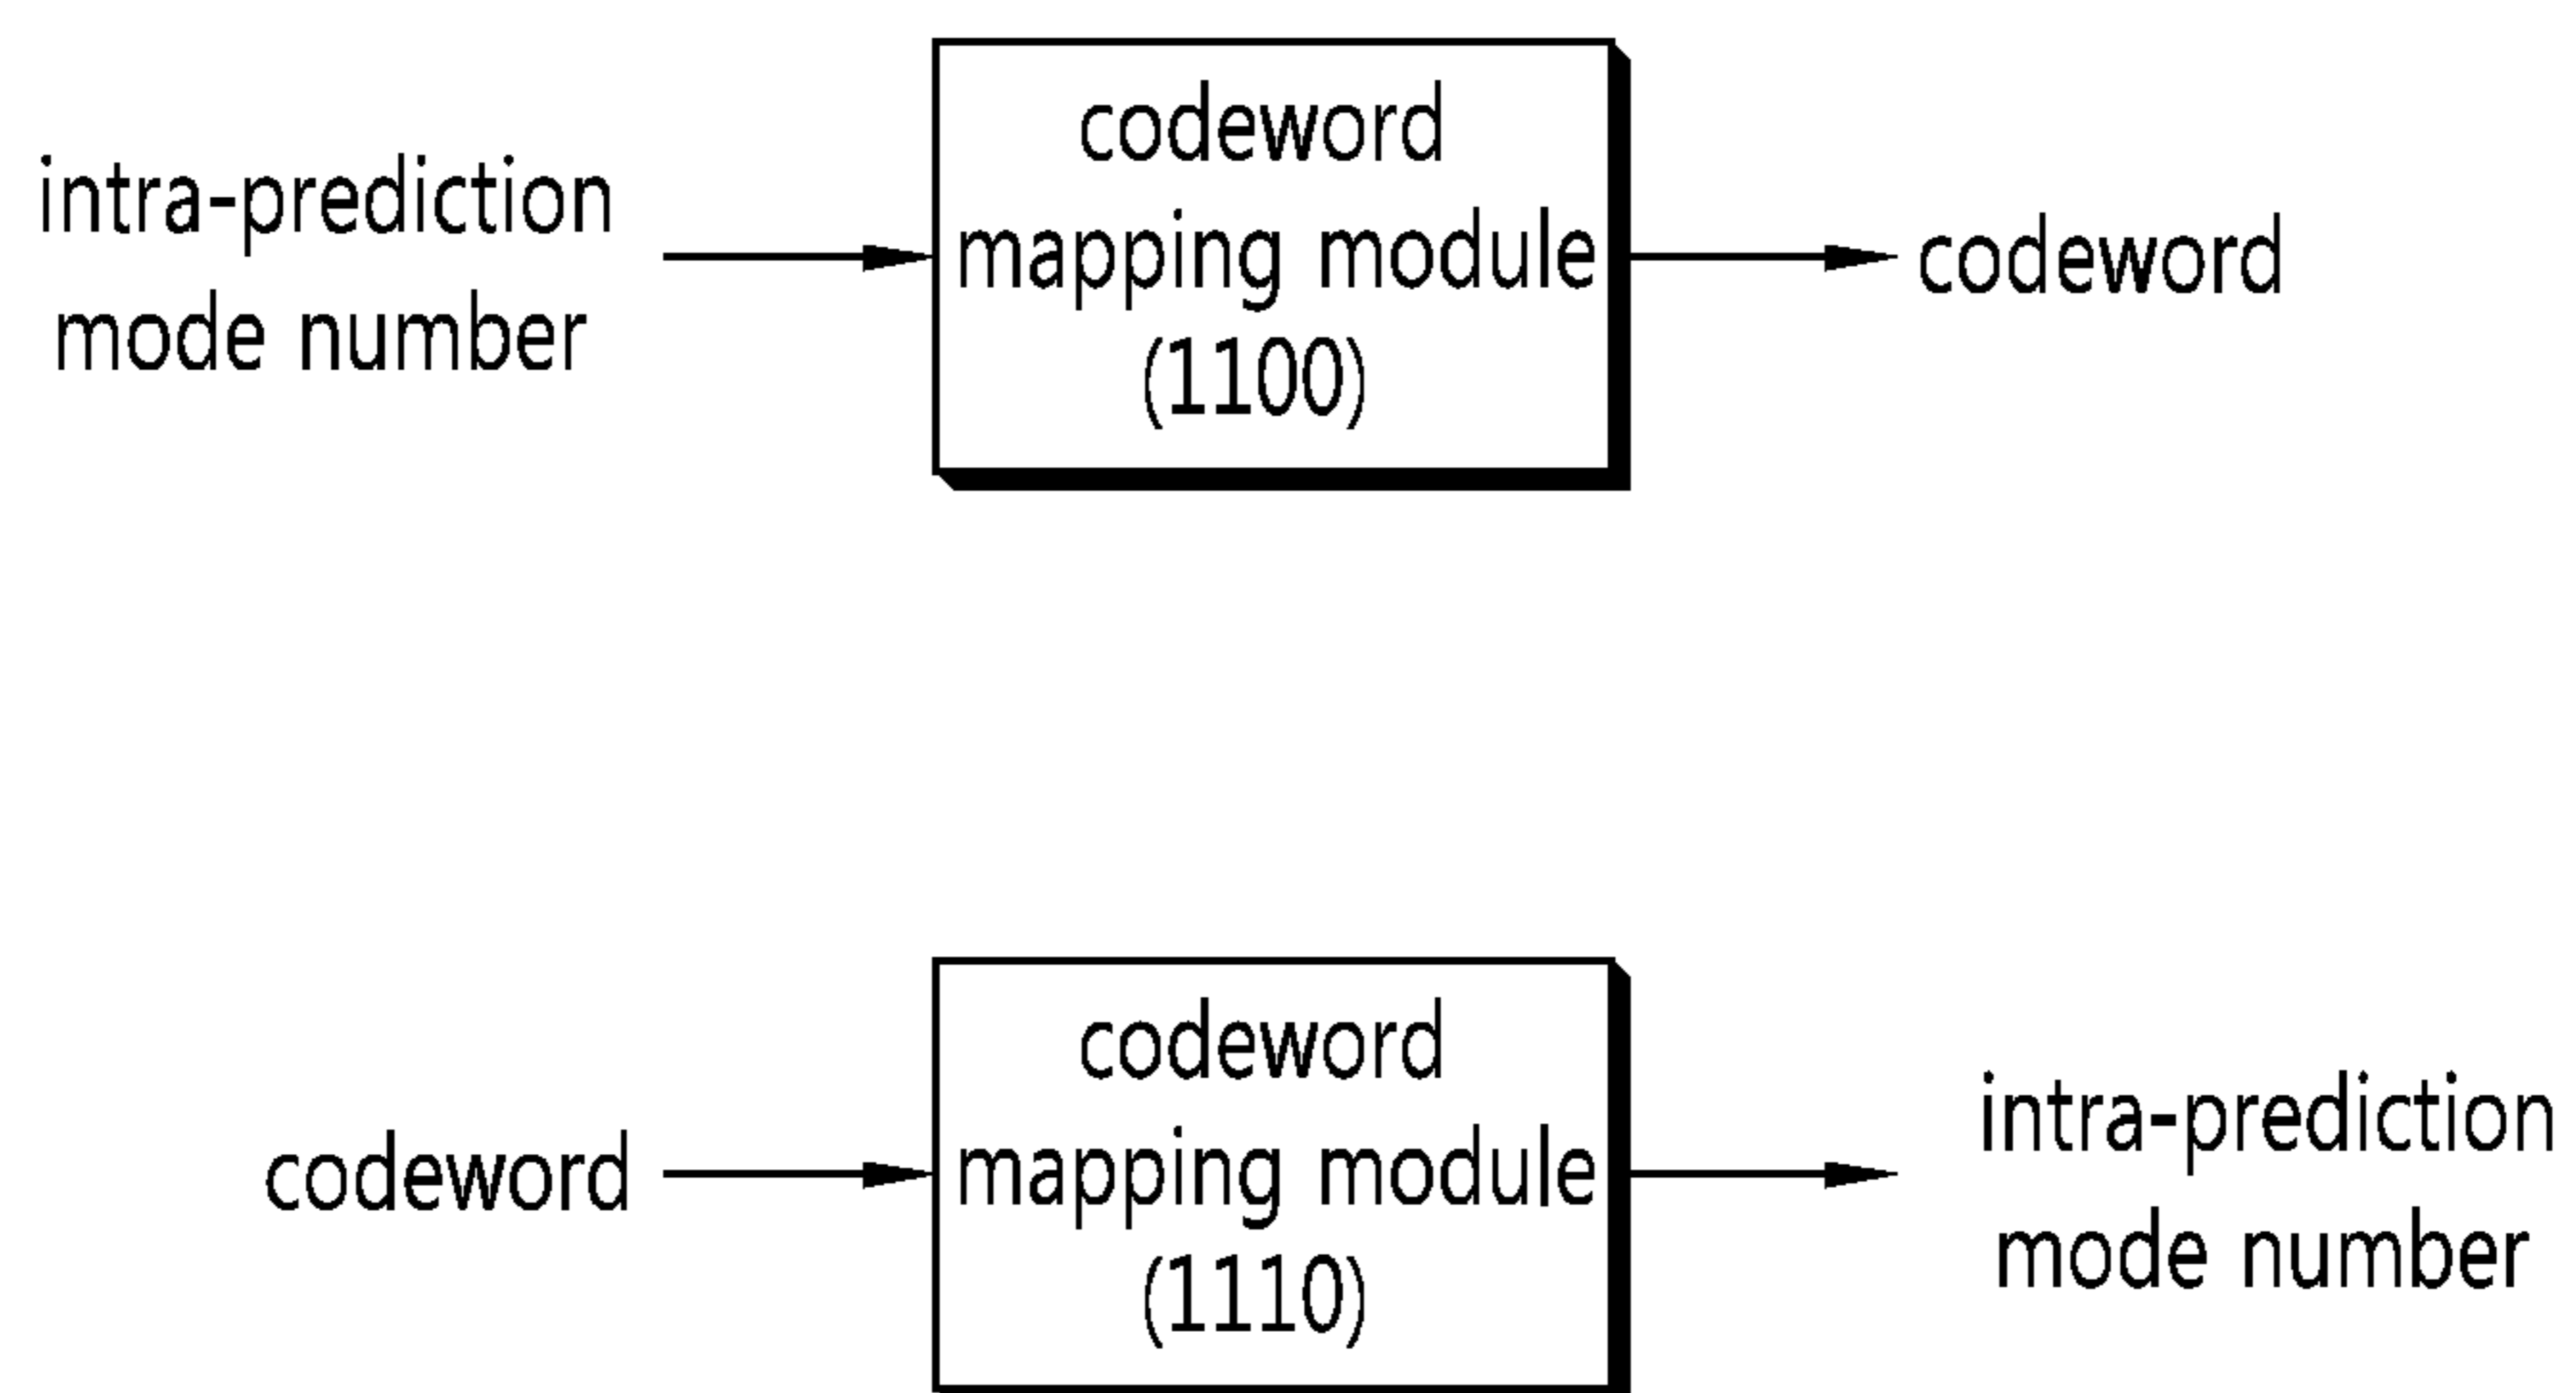 intra-prediction
mode number
codeword
mapping module
(1100)
codeword
codeword
codeword
mapping module
(1110)
intra-prediction
mode number